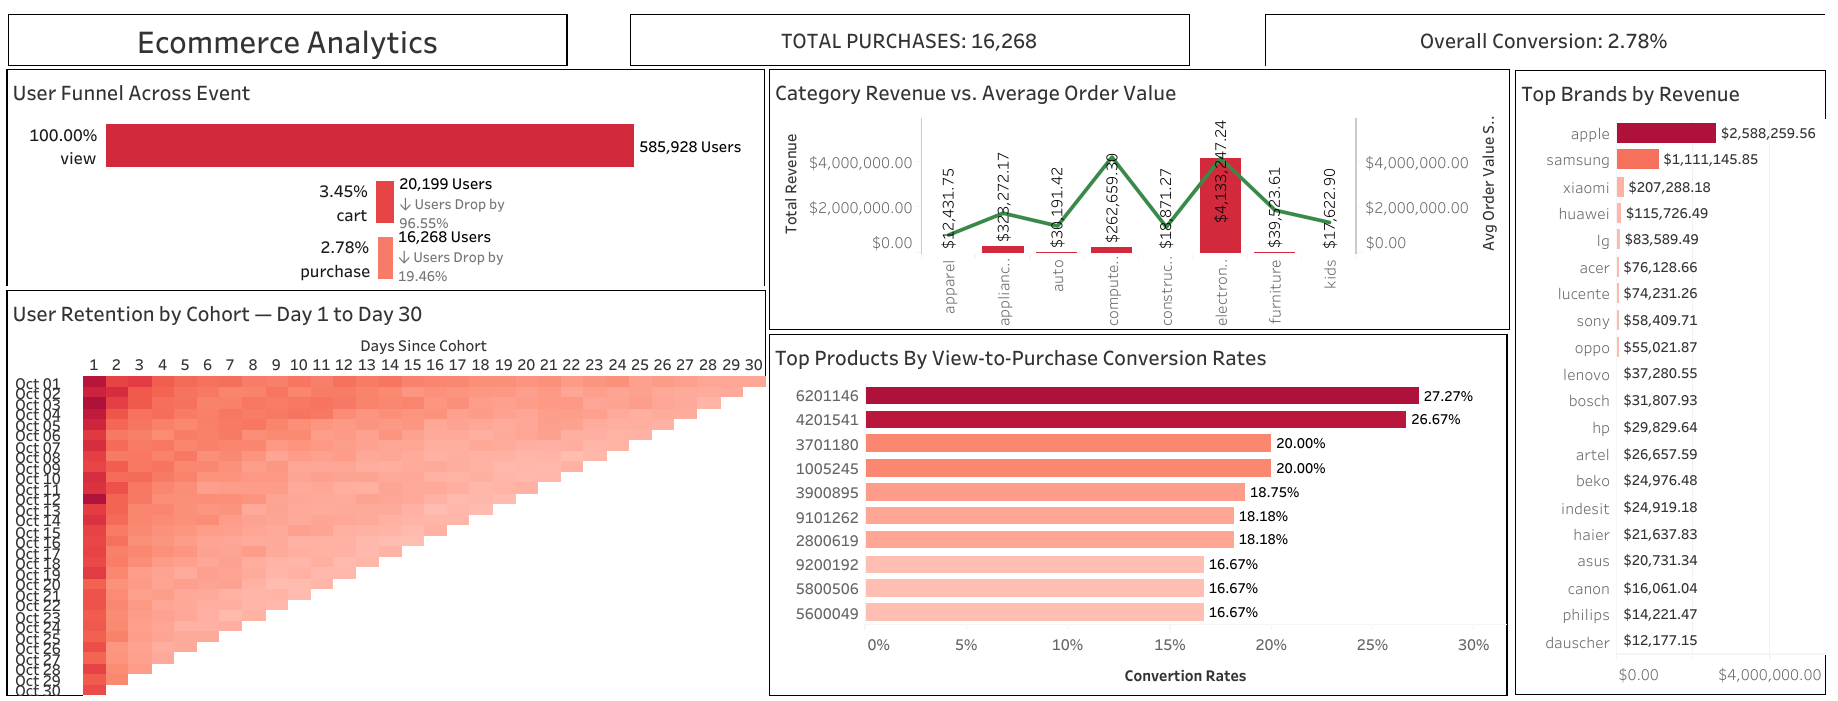 Ecommerce Analytics
TOTAL PURCHASES: 16,268
Overall Conversion: 2.78%
User Funnel Across Event
100.00%
view
585,928 Users
3.45%
cart
20,199 Users
↓ Users Drop by
96.55%
2.78%
purchase
16,268 Users
↓ Users Drop by
19.46%
User Retention by Cohort — Day 1 to Day 30
Days Since Cohort
1 2 3 4 5 6 7 8 9 10 11 12 13 14 15 16 17 18 19 20 21 22 23 24 25 26 27 28 29 30
Oct 01
Oct 02
Oct 03
Oct 04
Oct 05
Oct 06
Oct 07
Oct 08
Oct 09
Oct 10
Oct 11
Oct 12
Oct 13
Oct 14
Oct 15
Oct 16
Oct 17
Oct 18
Oct 19
Oct 20
Oct 21
Oct 22
Oct 23
Oct 24
Oct 25
Oct 26
Oct 27
Oct 28
Oct 29
Oct 30
Category Revenue vs. Average Order Value
Total Revenue
$4,000,000.00
$2,000,000.00
$0.00
$12,431.75
$323,272.17
$262,659.30
$4,133,247.24
$39,523.61
$17,622.90
$4,000,000.00
$2,000,000.00
$0.00
Avg Order Value S..
apparel
applianc..
auto
compute..
construc..
electron..
furniture
kids
Top Products By View-to-Purchase Conversion Rates
6201146 27.27%
4201541 26.67%
3701180 20.00%
1005245 20.00%
3900895 18.75%
9101262 18.18%
2800619 18.18%
9200192 16.67%
5800506 16.67%
5600049 16.67%
0% 5% 10% 15% 20% 25% 30%
Convertion Rates
Top Brands by Revenue
apple $2,588,259.56
samsung $1,111,145.85
xiaomi $207,288.18
huawei $115,726.49
lg $83,589.49
acer $76,128.66
lucente $74,231.26
sony $58,409.71
oppo $55,021.87
lenovo $37,280.55
bosch $31,807.93
hp $29,829.64
artel $26,657.59
beko $24,976.48
indesit $24,919.18
haier $21,637.83
asus $20,731.34
canon $16,061.04
philips $14,221.47
dauscher $12,177.15
$0.00 $4,000,000.00